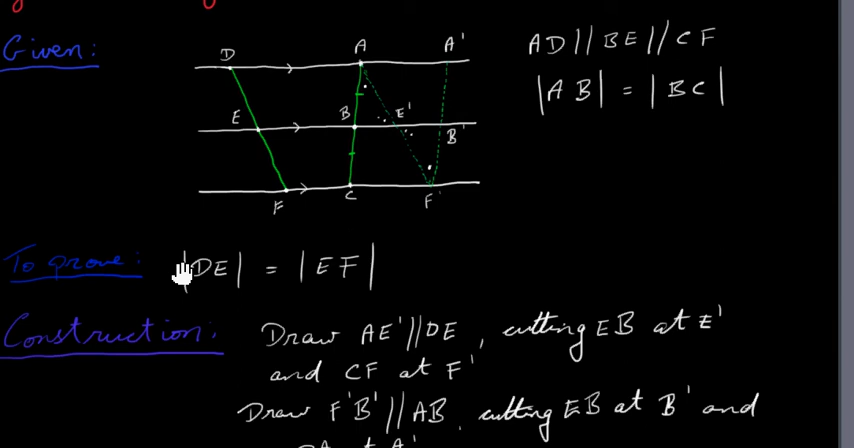 Given:
D A A'
AD // BE // CF
|AB| = |BC|
E B E' B'
F C F'
To prove: |DE| = |EF|
Construction: Draw AE' // DE, cutting EB at E'
and CF at F'
Draw F'B' // AB, cutting EB at B' and
at A'